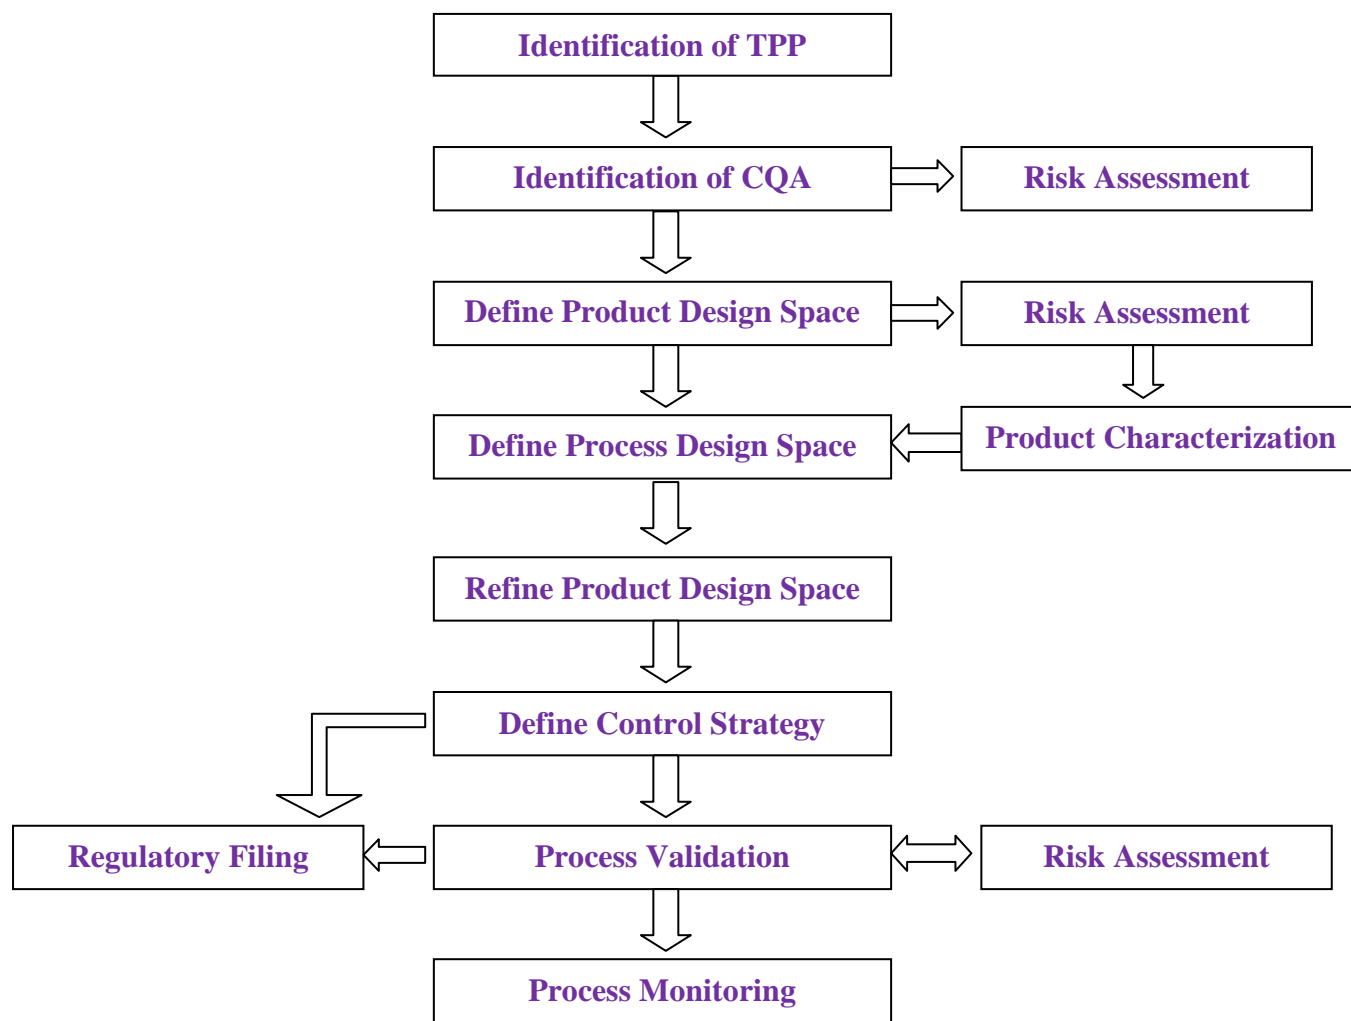 Identification of TPP
Identification of CQA
Risk Assessment
Define Product Design Space
Risk Assessment
Define Process Design Space
Product Characterization
Refine Product Design Space
Define Control Strategy
Regulatory Filing
Process Validation
Risk Assessment
Process Monitoring